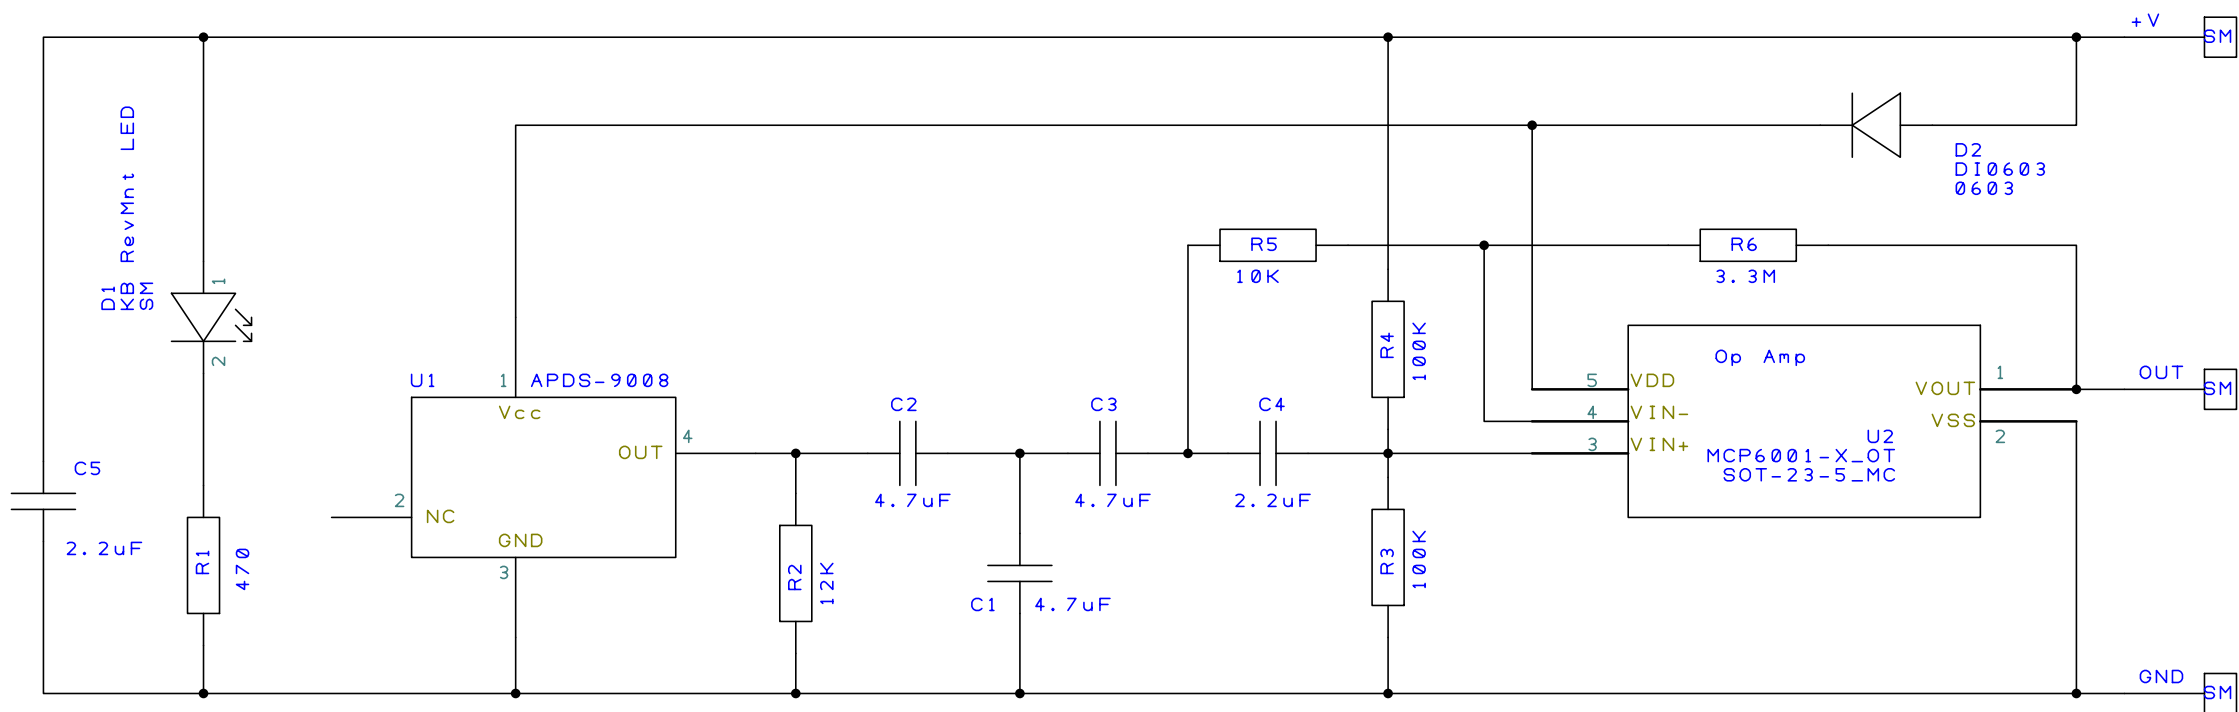 +V
SM
D1
KB RevMnt LED
SM
1
2
D2
DI0603
0603
R5
10K
R6
3.3M
R4
100K
Op Amp
5
VDD
4
VIN-
3
VIN+
VOUT
1
VSS
2
U2
MCP6001-X_OT
SOT-23-5_MC
OUT
SM
U1
1
APDS-9008
Vcc
OUT
4
2
NC
GND
3
C2
4.7uF
C3
4.7uF
C4
2.2uF
C5
2.2uF
R1
470
R2
12K
C1
4.7uF
R3
100K
GND
SM